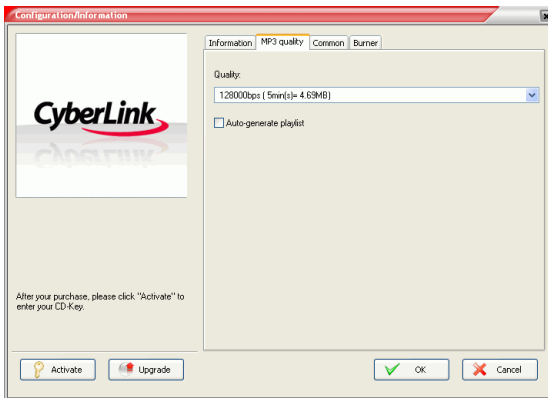 Configuration/Information
CyberLink
Information
MP3 quality
Common
Burner
Quality:
128000bps ( 5min(s)= 4.69MB)
Auto-generate playlist
After your purchase, please click "Activate" to
enter your CD-Key.
Activate
Upgrade
OK
Cancel